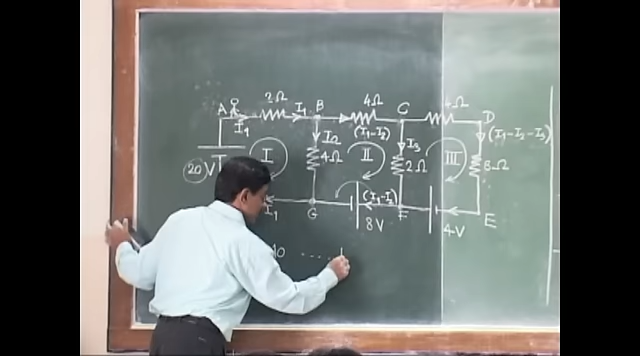 2Ω 4Ω 4Ω
A I₁ B C D
I₁ I₂ (I₁-I₂) I₃ (I₁-I₂-I₃)
20V I 4Ω II 2Ω III 8Ω
I₁ G (I₁-I₂) F E
8V 4V
10 .....